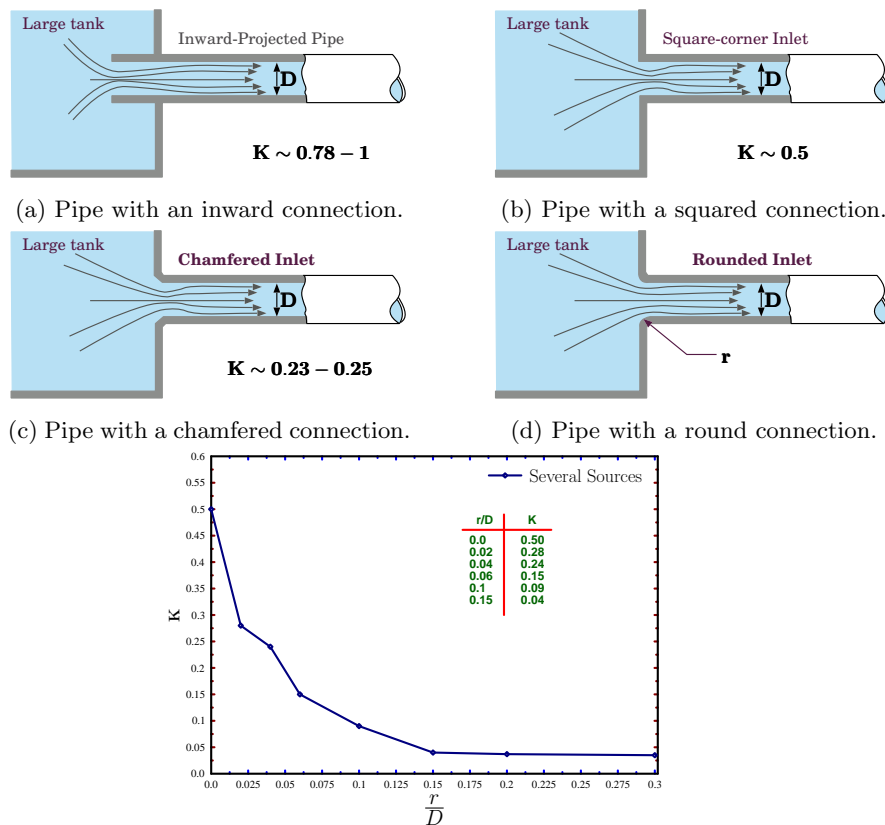 Large tank
Inward-Projected Pipe
D
K ∼ 0.78 − 1
(a) Pipe with an inward connection.
Large tank
Square-corner Inlet
D
K ∼ 0.5
(b) Pipe with a squared connection.
Large tank
Chamfered Inlet
D
K ∼ 0.23 − 0.25
(c) Pipe with a chamfered connection.
Large tank
Rounded Inlet
D
r
(d) Pipe with a round connection.
Several Sources
r/D K
0.0 0.50
0.02 0.28
0.04 0.24
0.06 0.15
0.1 0.09
0.15 0.04
K
0.6
0.5
0.45
0.4
0.35
0.3
0.25
0.2
0.15
0.1
0.05
0.0
0.0 0.025 0.05 0.075 0.1 0.125 0.15 0.175 0.2 0.225 0.25 0.275 0.3
r
D